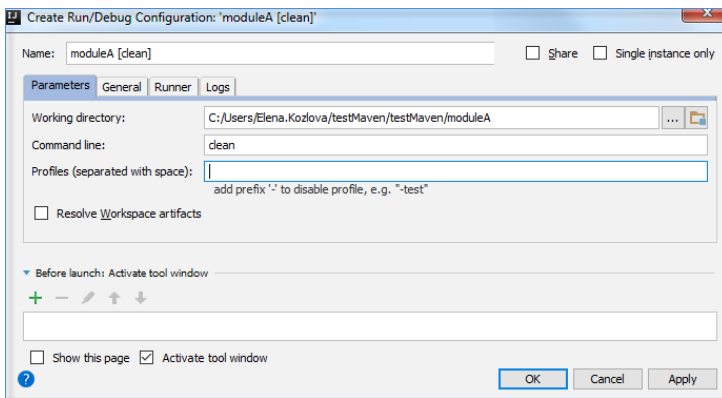 Create Run/Debug Configuration: 'moduleA [clean]'
Name: moduleA [clean] Share Single instance only
Parameters General Runner Logs
Working directory: C:/Users/Elena.Kozlova/testMaven/testMaven/moduleA ...
Command line: clean
Profiles (separated with space):
add prefix '-' to disable profile, e.g. "-test"
Resolve Workspace artifacts
Before launch: Activate tool window
Show this page Activate tool window
? OK Cancel Apply